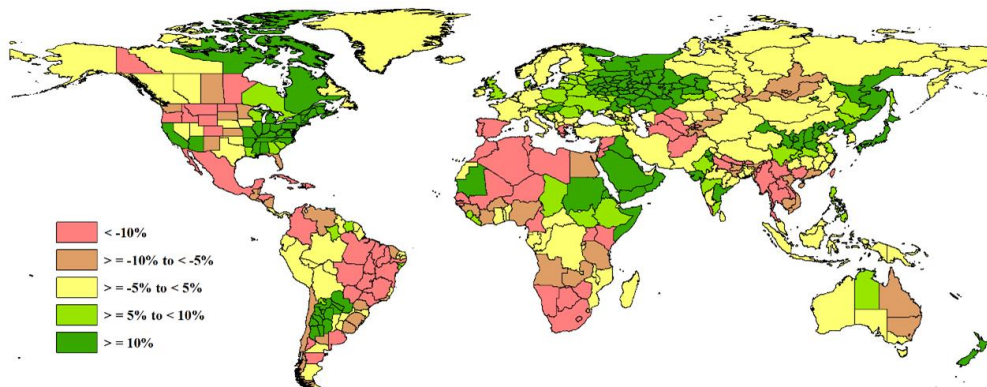 < -10%
> = -10% to < -5%
> = -5% to < 5%
> = 5% to < 10%
> = 10%